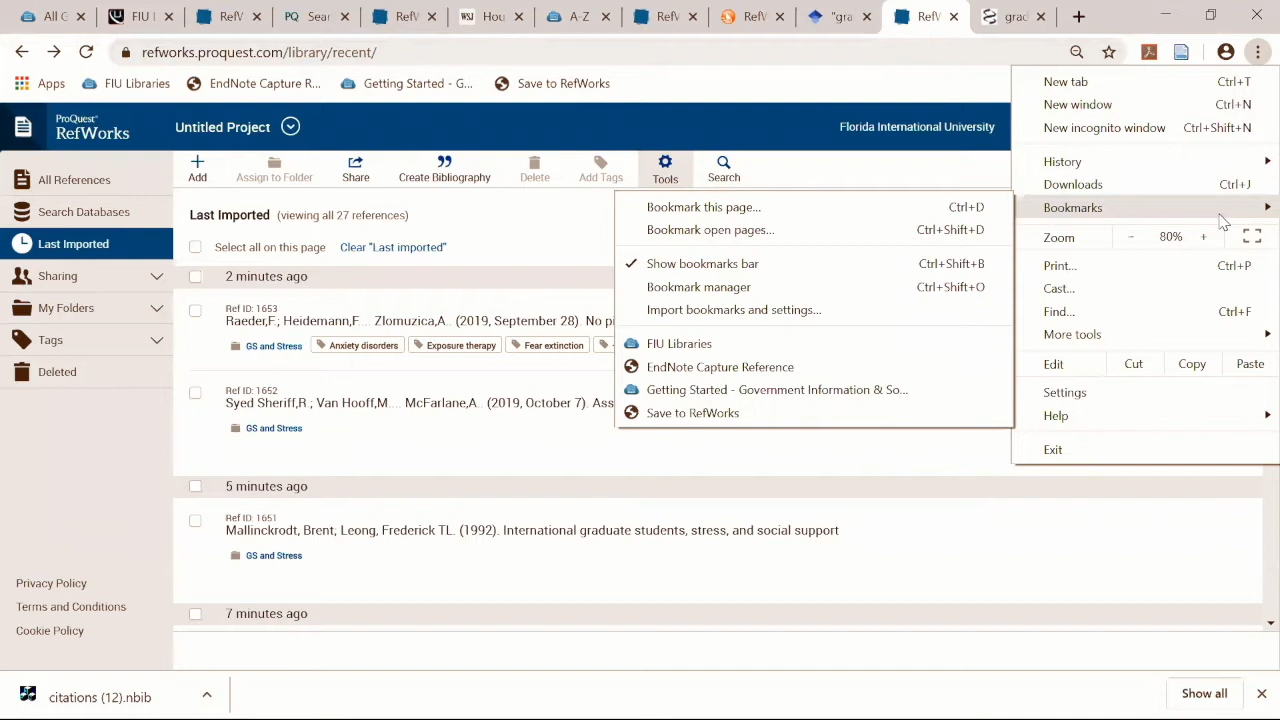 All C
FIU l
RefV
PQ Sear
RefV
WSJ Hou
A-Z
RefV
RefV
"gra
RefV
grad
refworks.proquest.com/library/recent/
Apps
FIU Libraries
EndNote Capture R...
Getting Started - G...
Save to RefWorks
ProQuest®
RefWorks
Untitled Project
Florida International University
All References
Search Databases
Last Imported
Sharing
My Folders
Tags
Deleted
Privacy Policy
Terms and Conditions
Cookie Policy
Add
Assign to Folder
Share
Create Bibliography
Delete
Add Tags
Tools
Search
Last Imported (viewing all 27 references)
Select all on this page Clear "Last imported"
2 minutes ago
Ref ID: 1653
Raeder,F.; Heidemann,F.... Zlomuzica,A.. (2019, September 28). No pi
GS and Stress Anxiety disorders Exposure therapy Fear extinction
Ref ID: 1652
Syed Sheriff,R.; Van Hooff,M.... McFarlane,A.. (2019, October 7). Ass
GS and Stress
5 minutes ago
Ref ID: 1651
Mallinckrodt, Brent; Leong, Frederick TL. (1992). International graduate students, stress, and social support
GS and Stress
7 minutes ago
Bookmark this page... Ctrl+D
Bookmark open pages... Ctrl+Shift+D
Show bookmarks bar Ctrl+Shift+B
Bookmark manager Ctrl+Shift+O
Import bookmarks and settings...
FIU Libraries
EndNote Capture Reference
Getting Started - Government Information & So...
Save to RefWorks
New tab Ctrl+T
New window Ctrl+N
New incognito window Ctrl+Shift+N
History
Downloads Ctrl+J
Bookmarks
Zoom - 80% +
Print... Ctrl+P
Cast...
Find... Ctrl+F
More tools
Edit Cut Copy Paste
Settings
Help
Exit
citations (12).nbib
Show all